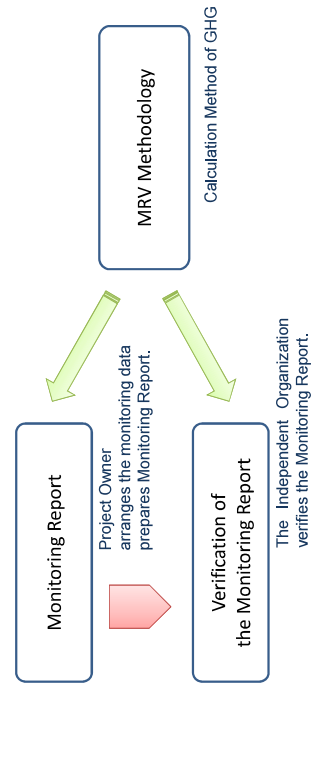 MRV Methodology
Calculation Method of GHG
Monitoring Report
Project Owner
arranges the monitoring data
prepares Monitoring Report.
Verification of
the Monitoring Report
The Independent Organization
verifies the Monitoring Report.